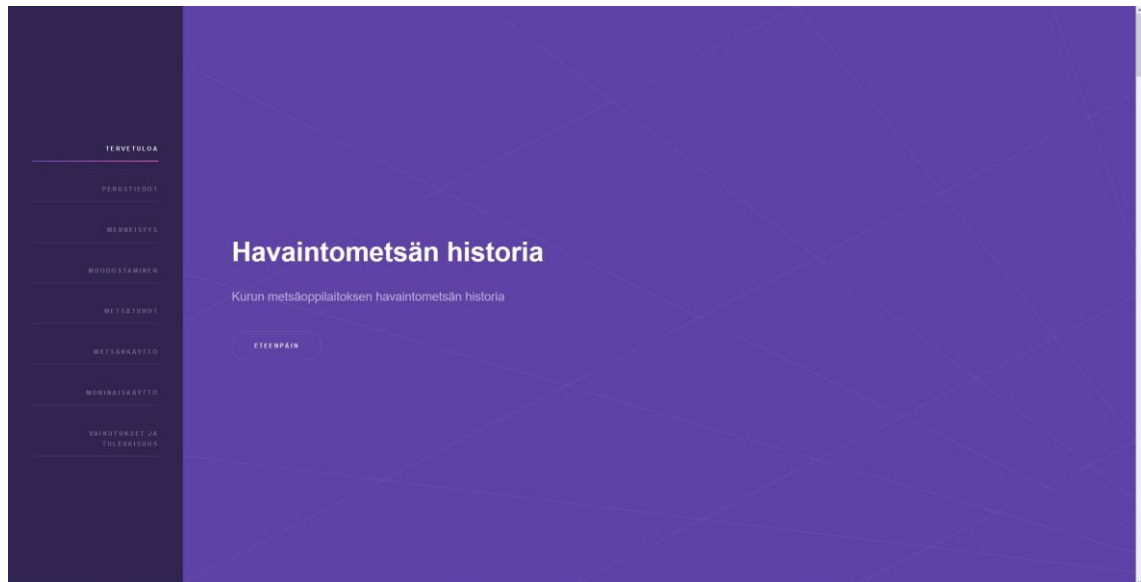 TERVETULOA
PERUSTIEDOT
MENNEISYYS
MUODOSTAMINEN
METSÄTUHOT
METSÄNKÄYTTÖ
MONINAISKÄYTTÖ
VAIKUTUKSET JA
TULEVAISUUS
Havaintometsän historia
Kurun metsäoppilaitoksen havaintometsän historia
ETEENPÄIN